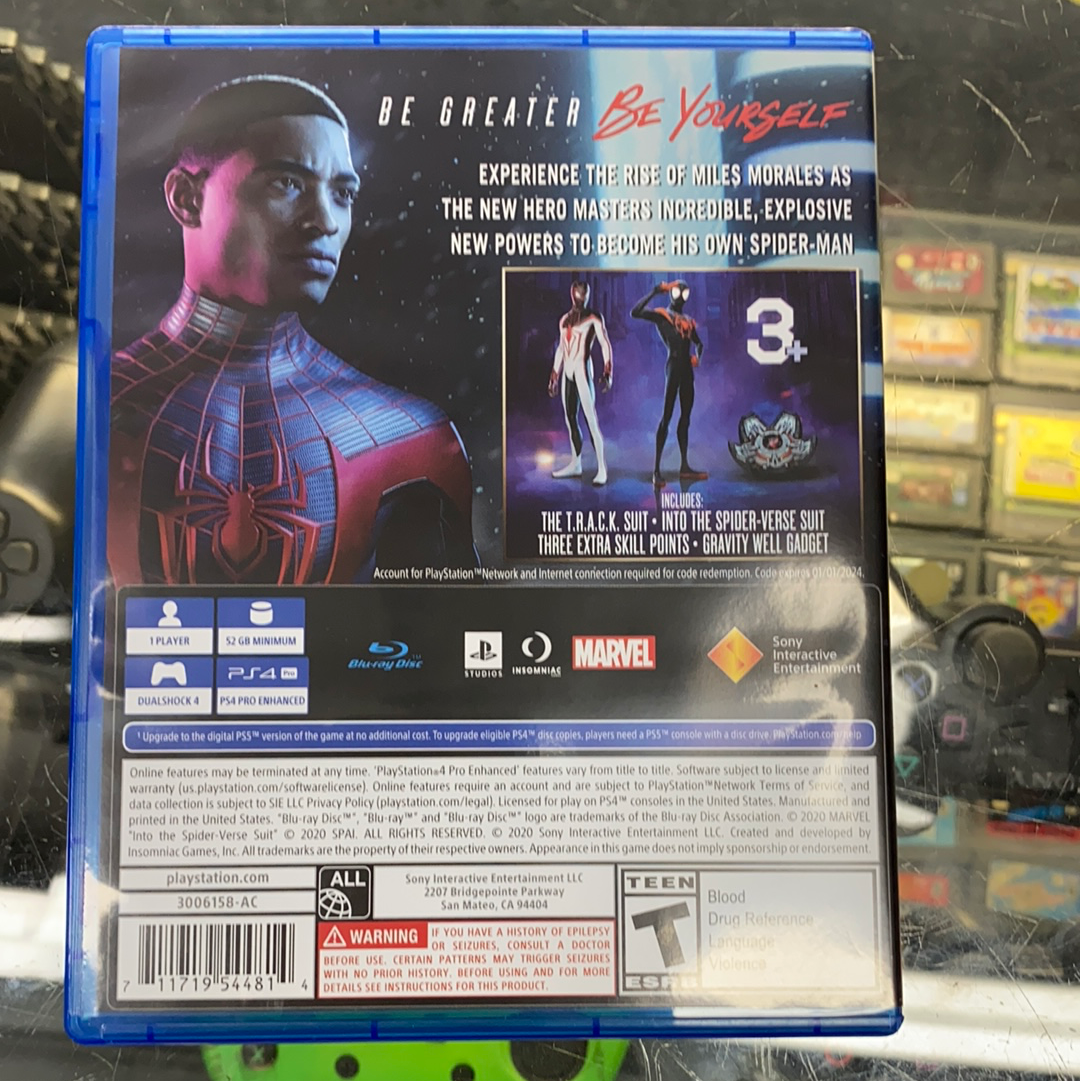 BE GREATER BE YOURSELF
EXPERIENCE THE RISE OF MILES MORALES AS
THE NEW HERO MASTERS INCREDIBLE, EXPLOSIVE
NEW POWERS TO BECOME HIS OWN SPIDER-MAN
3+
INCLUDES:
THE T.R.A.C.K. SUIT • INTO THE SPIDER-VERSE SUIT
THREE EXTRA SKILL POINTS • GRAVITY WELL GADGET
Account for PlayStation™Network and Internet connection required for code redemption. Code expires 01/01/2024.
1 PLAYER
52 GB MINIMUM
DUALSHOCK 4
PS4 Pro
PS4 PRO ENHANCED
Blu-ray Disc™
STUDIOS
INSOMNIAC
MARVEL
Sony
Interactive
Entertainment
¹ Upgrade to the digital PS5™ version of the game at no additional cost. To upgrade eligible PS4™ disc copies, players need a PS5™ console with a disc drive. PlayStation.com/help
Online features may be terminated at any time. 'PlayStation®4 Pro Enhanced' features vary from title to title. Software subject to license and limited
warranty (us.playstation.com/softwarelicense). Online features require an account and are subject to PlayStation™Network Terms of Service, and
data collection is subject to SIE LLC Privacy Policy (playstation.com/legal). Licensed for play on PS4™ consoles in the United States. Manufactured and
printed in the United States. "Blu-ray Disc™", "Blu-ray™" and "Blu-ray Disc™" logo are trademarks of the Blu-ray Disc Association. © 2020 MARVEL
"Into the Spider-Verse Suit" © 2020 SPAI. ALL RIGHTS RESERVED. © 2020 Sony Interactive Entertainment LLC. Created and developed by
Insomniac Games, Inc. All trademarks are the property of their respective owners. Appearance in this game does not imply sponsorship or endorsement.
playstation.com
3006158-AC
ALL
Sony Interactive Entertainment LLC
2207 Bridgepointe Parkway
San Mateo, CA 94404
WARNING IF YOU HAVE A HISTORY OF EPILEPSY
OR SEIZURES, CONSULT A DOCTOR
BEFORE USE. CERTAIN PATTERNS MAY TRIGGER SEIZURES
WITH NO PRIOR HISTORY. BEFORE USING AND FOR MORE
DETAILS SEE INSTRUCTIONS FOR THIS PRODUCT.
7 11719 54481 4
TEEN
T
ESRB
Blood
Drug Reference
Language
Violence